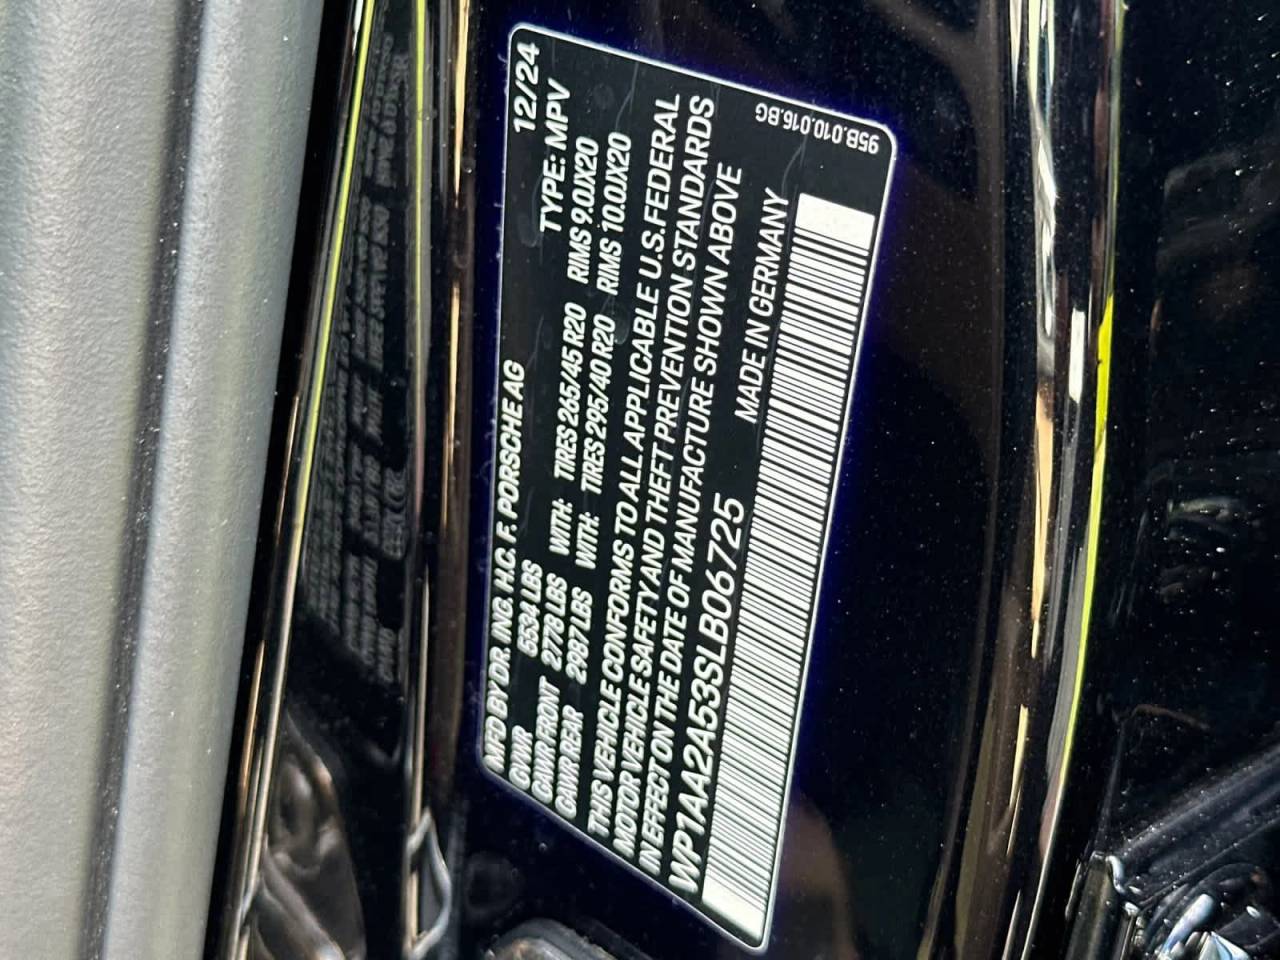 MFD BY DR. ING. H.C. F. PORSCHE AG 12/24
GVWR 5534 LBS TYPE: MPV
GAWR FRONT 2778 LBS WITH: TIRES 265/45 R20 RIMS 9.0JX20
GAWR REAR 2987 LBS WITH: TIRES 295/40 R20 RIMS 10.0JX20
THIS VEHICLE CONFORMS TO ALL APPLICABLE U.S. FEDERAL
MOTOR VEHICLE SAFETY AND THEFT PREVENTION STANDARDS
IN EFFECT ON THE DATE OF MANUFACTURE SHOWN ABOVE
WP1AA2A53SLB06725 MADE IN GERMANY
95B.010.016.BG